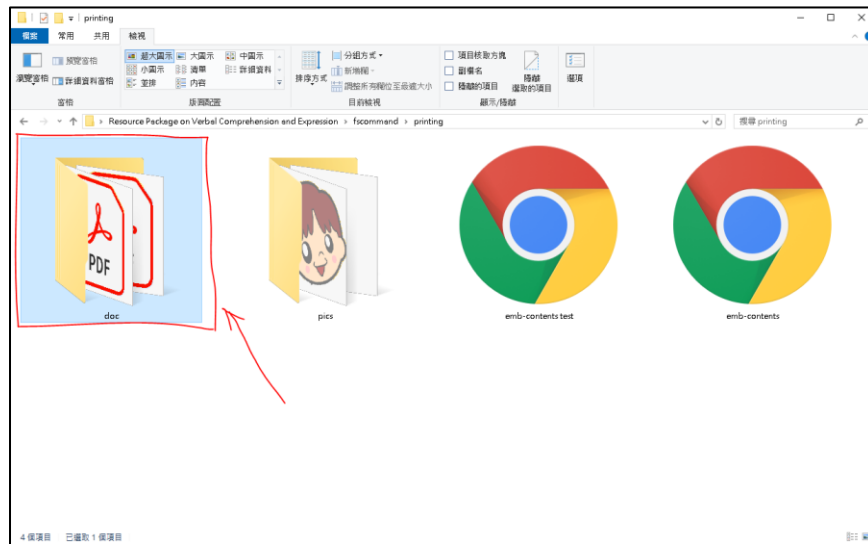 printing
檔案 常用 共用 檢視
瀏覽窗格
預覽窗格
詳細資料窗格
窗格
超大圖示 大圖示 中圖示
小圖示 清單 詳細資料
並排 內容
版面配置
排序方式
分組方式
新增欄
調整所有欄位至最適大小
目前檢視
項目核取方塊
副檔名
隱藏的項目
隱藏
選取的項目
顯示/隱藏
選項
Resource Package on Verbal Comprehension and Expression › fscommand › printing
搜尋 printing
PDF
doc
pics
emb-contents test
emb-contents
4 個項目 已選取 1 個項目